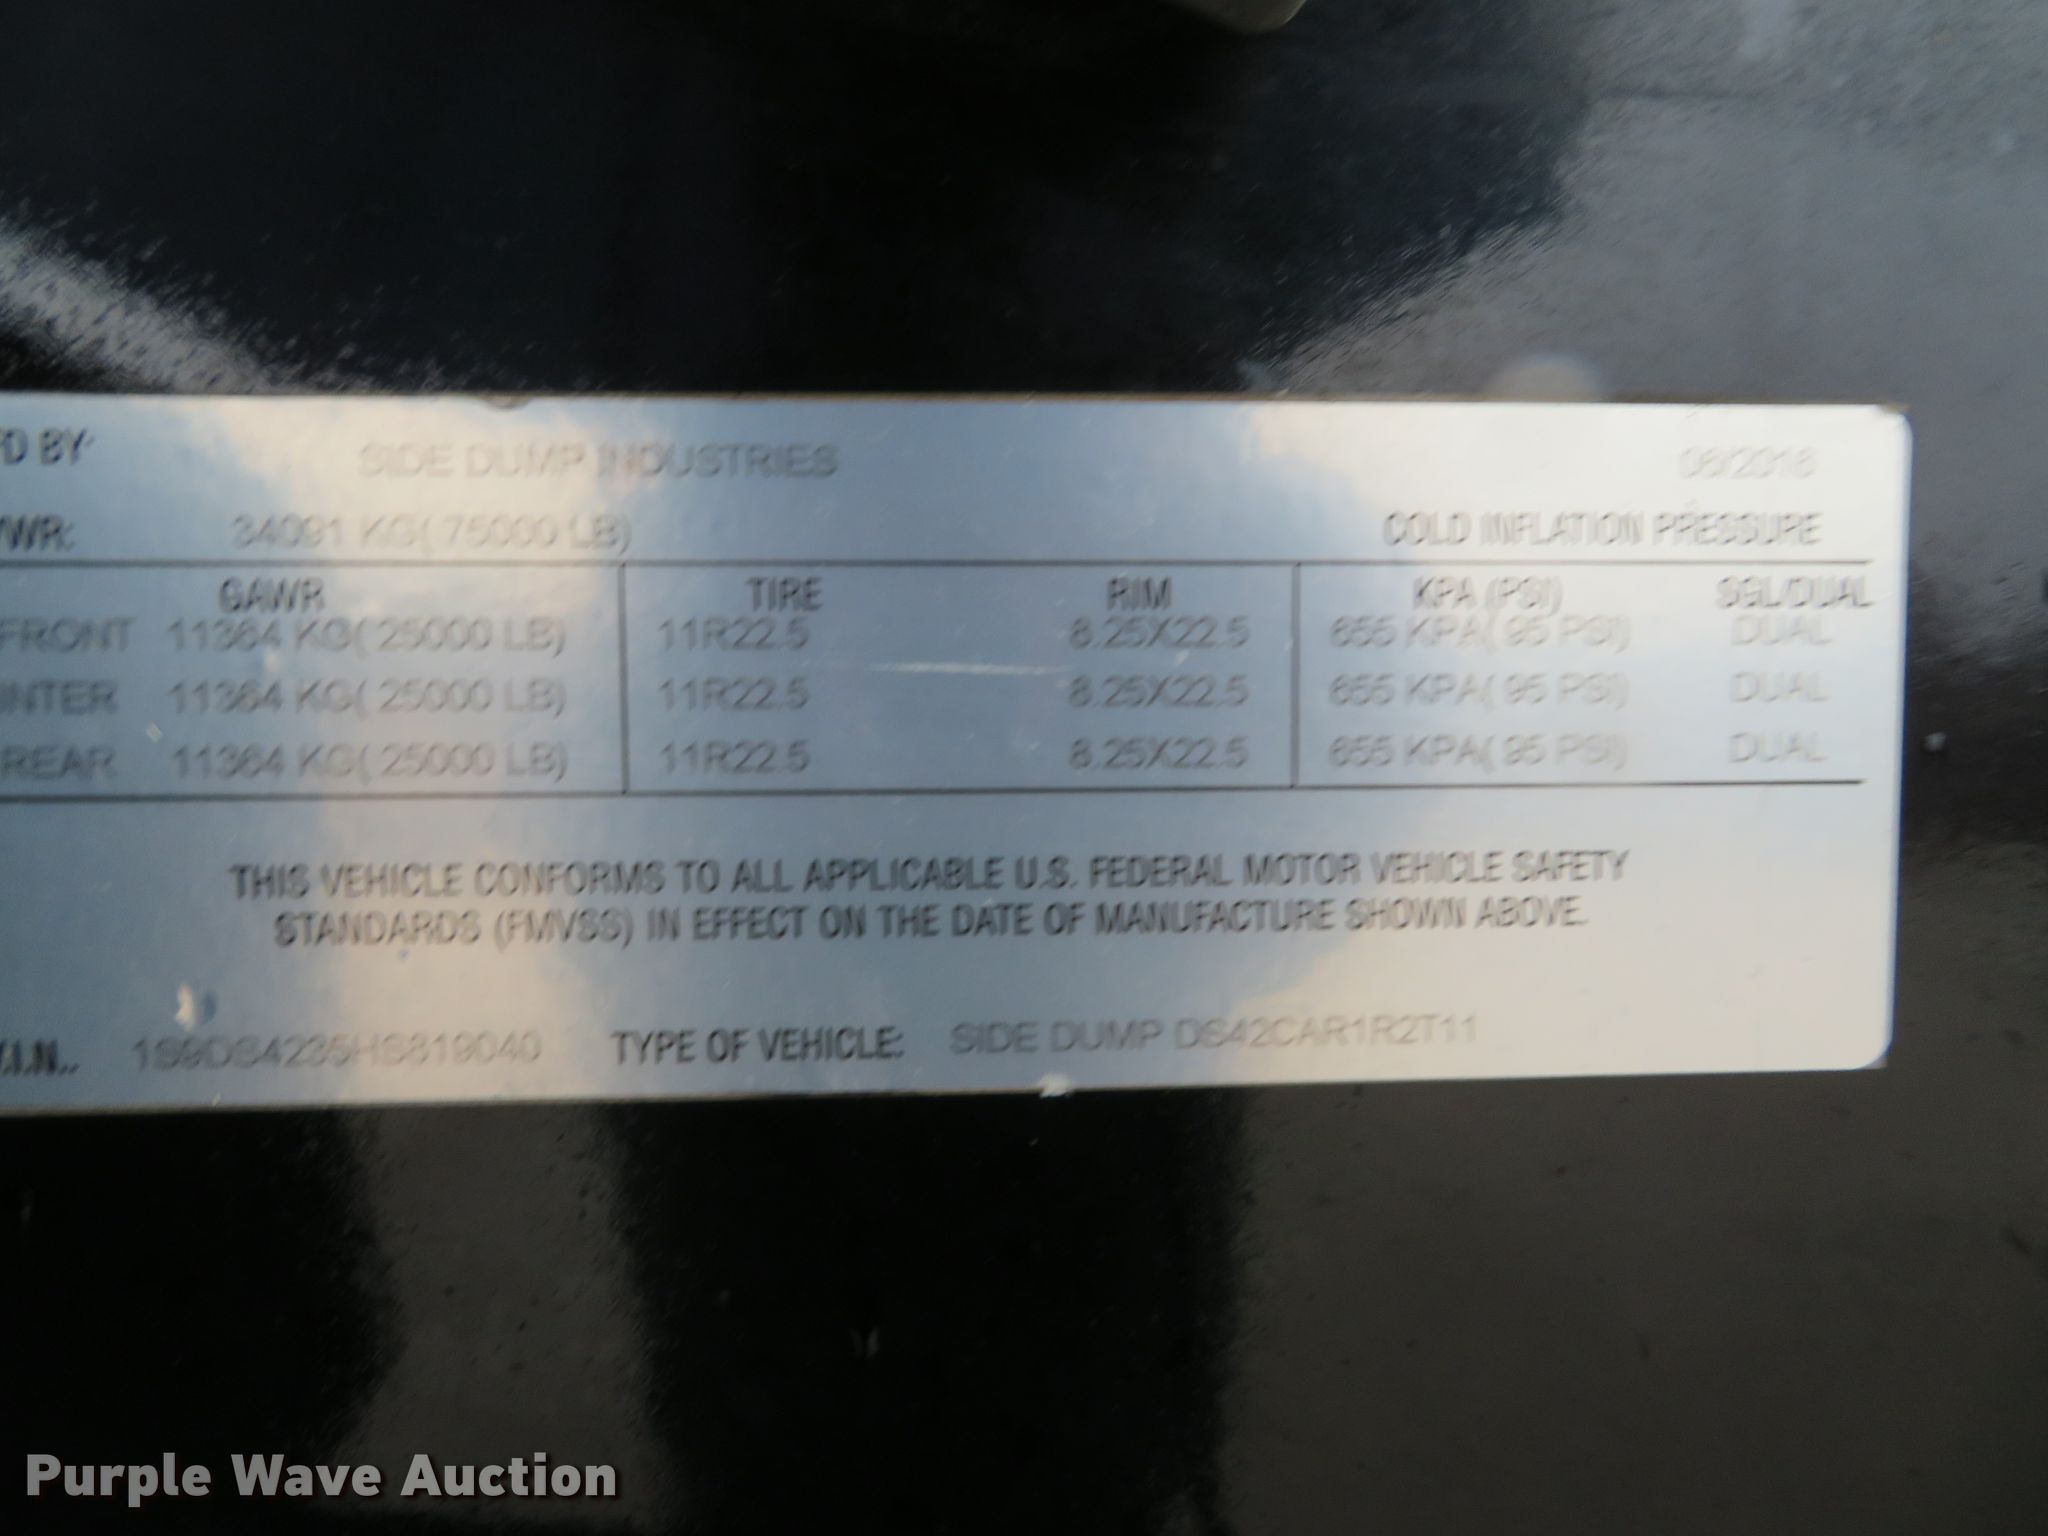 FD BY:
SIDE DUMP INDUSTRIES
06/2016
VWR:
34091 KG( 75000 LB)
COLD INFLATION PRESSURE
GAWR TIRE RIM KPA (PSI) SGL/DUAL
FRONT 11364 KG( 25000 LB) 11R22.5 8.25X22.5 655 KPA( 95 PSI) DUAL
INTER 11364 KG( 25000 LB) 11R22.5 8.25X22.5 655 KPA( 95 PSI) DUAL
REAR 11364 KG( 25000 LB) 11R22.5 8.25X22.5 655 KPA( 95 PSI) DUAL
THIS VEHICLE CONFORMS TO ALL APPLICABLE U.S. FEDERAL MOTOR VEHICLE SAFETY
STANDARDS (FMVSS) IN EFFECT ON THE DATE OF MANUFACTURE SHOWN ABOVE.
V.I.N.: 1S9DS4235HS819040 TYPE OF VEHICLE: SIDE DUMP DS42CAR1R2T11
Purple Wave Auction